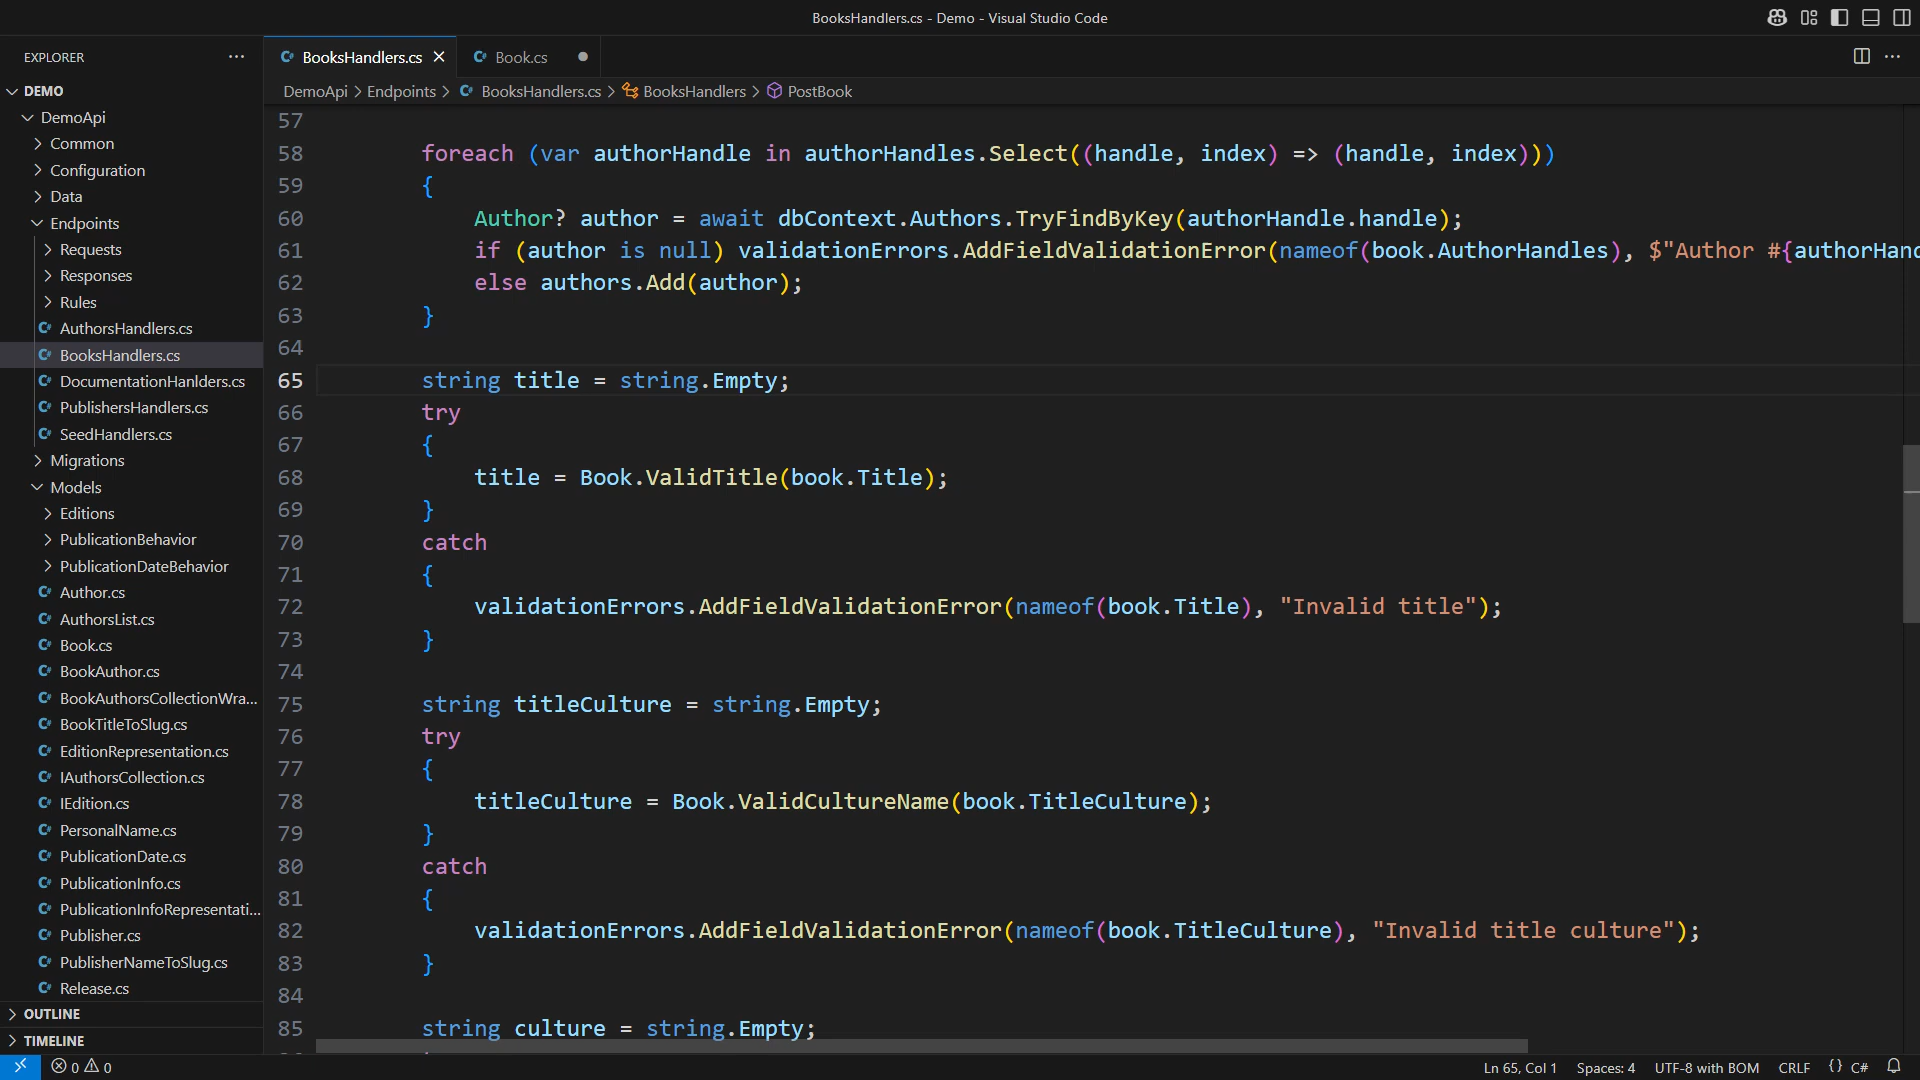 BooksHandlers.cs - Demo - Visual Studio Code
EXPLORER
DEMO
DemoApi
Common
Configuration
Data
Endpoints
Requests
Responses
Rules
AuthorsHandlers.cs
BooksHandlers.cs
DocumentationHanlders.cs
PublishersHandlers.cs
SeedHandlers.cs
Migrations
Models
Editions
PublicationBehavior
PublicationDateBehavior
Author.cs
AuthorsList.cs
Book.cs
BookAuthor.cs
BookAuthorsCollectionWra...
BookTitleToSlug.cs
EditionRepresentation.cs
IAuthorsCollection.cs
IEdition.cs
PersonalName.cs
PublicationDate.cs
PublicationInfo.cs
PublicationInfoRepresentati...
Publisher.cs
PublisherNameToSlug.cs
Release.cs
OUTLINE
TIMELINE
BooksHandlers.cs
Book.cs
DemoApi > Endpoints > BooksHandlers.cs > BooksHandlers > PostBook
57
58 foreach (var authorHandle in authorHandles.Select((handle, index) => (handle, index)))
59 {
60 Author? author = await dbContext.Authors.TryFindByKey(authorHandle.handle);
61 if (author is null) validationErrors.AddFieldValidationError(nameof(book.AuthorHandles), $"Author #{authorHand
62 else authors.Add(author);
63 }
64
65 string title = string.Empty;
66 try
67 {
68 title = Book.ValidTitle(book.Title);
69 }
70 catch
71 {
72 validationErrors.AddFieldValidationError(nameof(book.Title), "Invalid title");
73 }
74
75 string titleCulture = string.Empty;
76 try
77 {
78 titleCulture = Book.ValidCultureName(book.TitleCulture);
79 }
80 catch
81 {
82 validationErrors.AddFieldValidationError(nameof(book.TitleCulture), "Invalid title culture");
83 }
84
85 string culture = string.Empty;
0 0
Ln 65, Col 1 Spaces: 4 UTF-8 with BOM CRLF {} C#